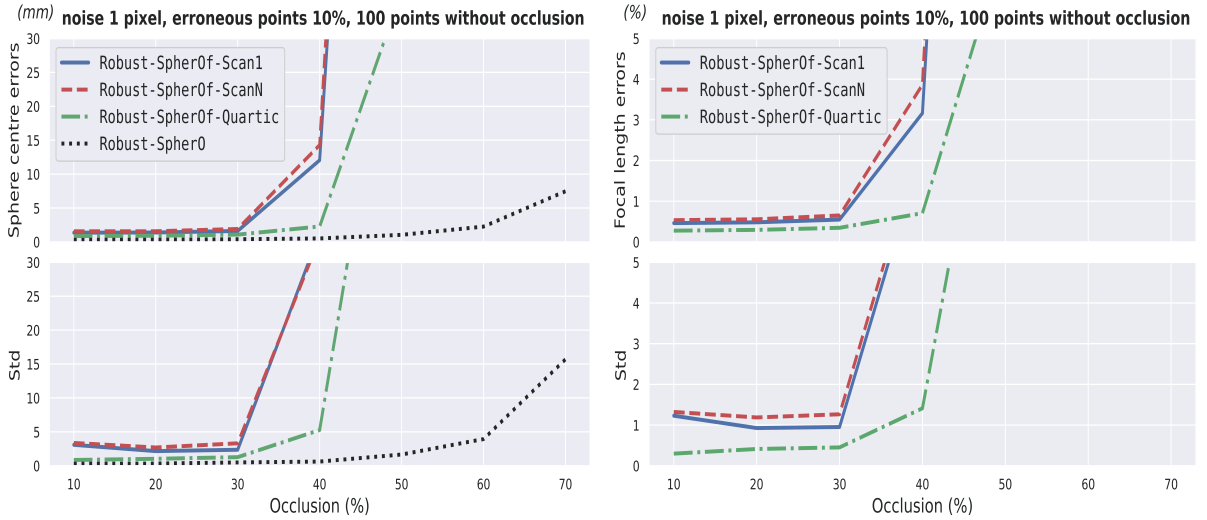 (mm) noise 1 pixel, erroneous points 10%, 100 points without occlusion
30
25
20
15
10
5
0
Sphere centre errors
Robust-SpherOf-Scan1
Robust-SpherOf-ScanN
Robust-SpherOf-Quartic
Robust-SpherO
30
25
20
15
10
5
0
Std
10 20 30 40 50 60 70
Occlusion (%)
(%) noise 1 pixel, erroneous points 10%, 100 points without occlusion
5
4
3
2
1
0
Focal length errors
Robust-SpherOf-Scan1
Robust-SpherOf-ScanN
Robust-SpherOf-Quartic
5
4
3
2
1
0
Std
10 20 30 40 50 60 70
Occlusion (%)